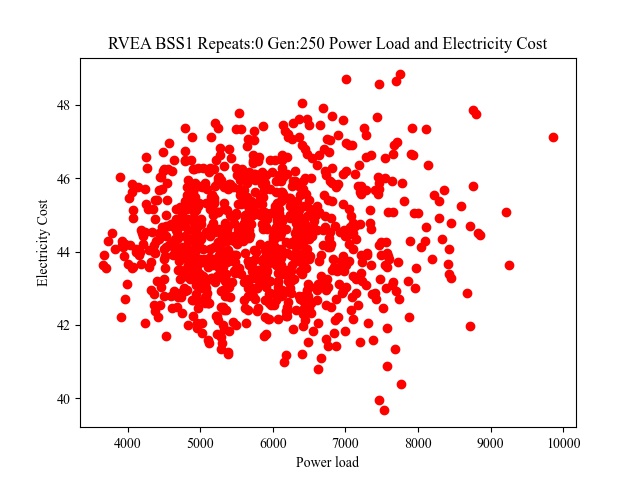 RVEA BSS1 Repeats:0 Gen:250 Power Load and Electricity Cost
48
46
44
42
40
Electricity Cost
4000 5000 6000 7000 8000 9000 10000
Power load